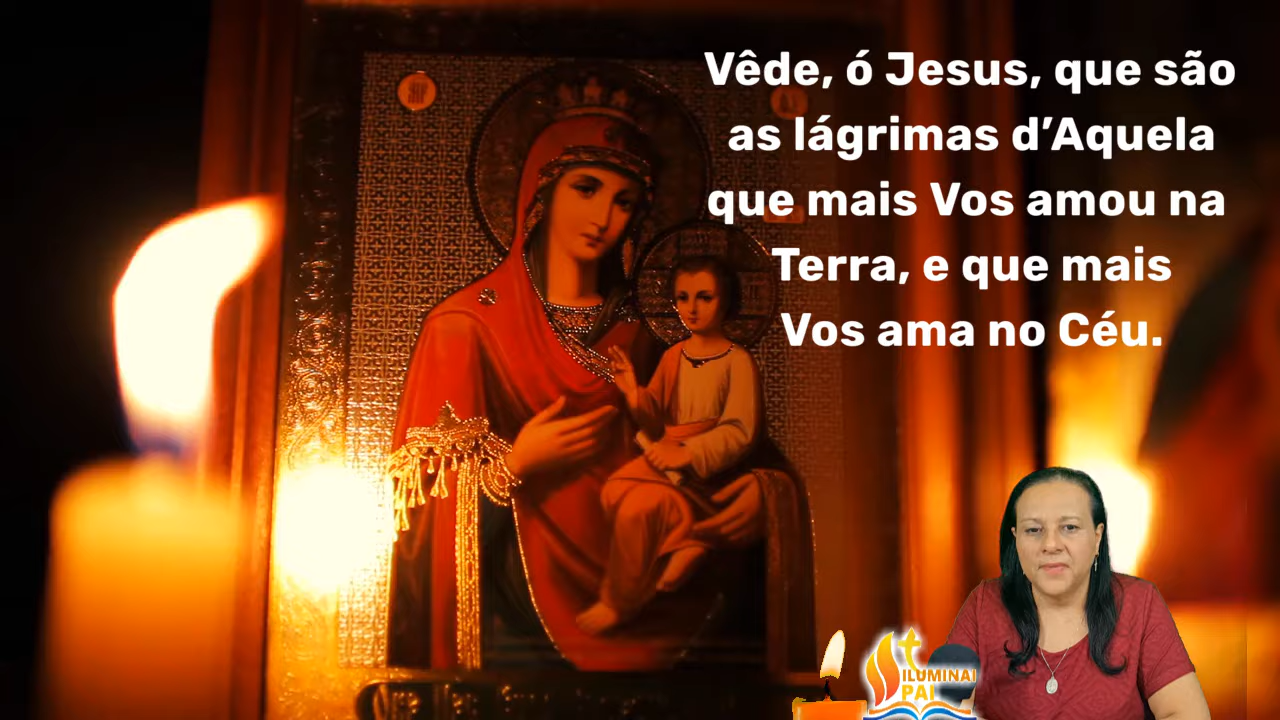 Vêde, ó Jesus, que são
as lágrimas d’Aquela
que mais Vos amou na
Terra, e que mais
Vos ama no Céu.
ILUMINAI
PAI